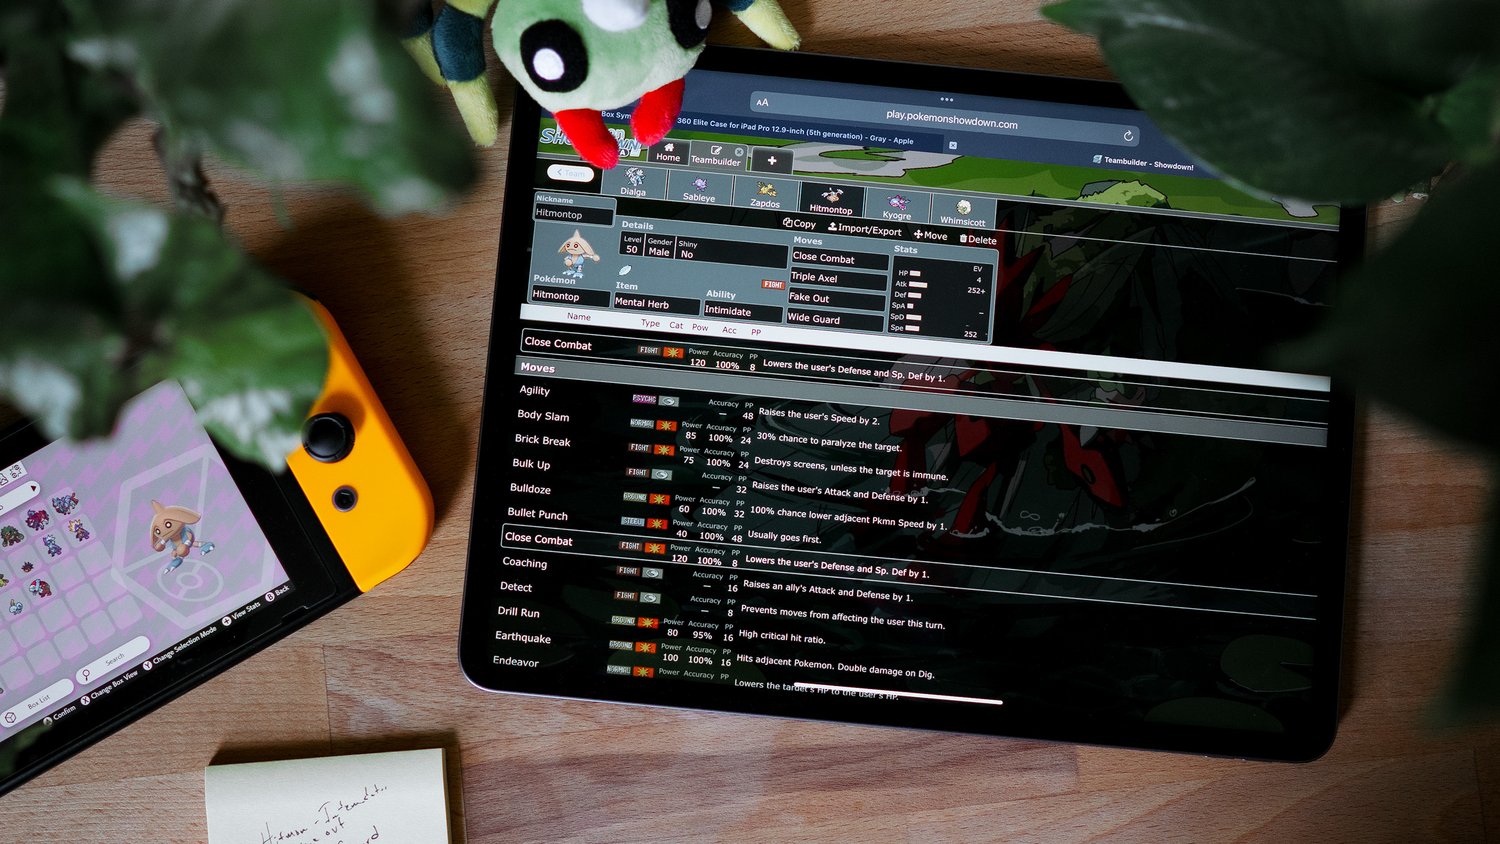 AA
play.pokemonshowdown.com
Box Sym
360 Elite Case for iPad Pro 12.9-inch (5th generation) - Gray - Apple
Teambuilder - Showdown!
Home
Teambuilder
+
< Team
Dialga
Sableye
Zapdos
Hitmontop
Kyogre
Whimsicott
Copy
Import/Export
Move
Delete
Nickname
Hitmontop
Details
Level
50
Gender
Male
Shiny
No
Pokémon
Hitmontop
Item
Mental Herb
FIGHT
Ability
Intimidate
Moves
Close Combat
Triple Axel
Fake Out
Wide Guard
Stats
EV
HP 4
Atk 252+
Def
SpA –
SpD -
Spe 252
Name Type Cat Pow Acc PP
Close Combat FIGHT Power 120 Accuracy 100% PP 8 Lowers the user's Defense and Sp. Def by 1.
Moves
Agility PSYCHC Accuracy — PP 48 Raises the user's Speed by 2.
Body Slam NORMAL Power 85 Accuracy 100% PP 24 30% chance to paralyze the target.
Brick Break FIGHT Power 75 Accuracy 100% PP 24 Destroys screens, unless the target is immune.
Bulk Up FIGHT Accuracy — PP 32 Raises the user's Attack and Defense by 1.
Bulldoze GROUND Power 60 Accuracy 100% PP 32 100% chance lower adjacent Pkmn Speed by 1.
Bullet Punch STEEL Power 40 Accuracy 100% PP 48 Usually goes first.
Close Combat FIGHT Power 120 Accuracy 100% PP 8 Lowers the user's Defense and Sp. Def by 1.
Coaching FIGHT Accuracy — PP 16 Raises an ally's Attack and Defense by 1.
Detect FIGHT Accuracy — PP 8 Prevents moves from affecting the user this turn.
Drill Run GROUND Power 80 Accuracy 95% PP 16 High critical hit ratio.
Earthquake GROUND Power 100 Accuracy 100% PP 16 Hits adjacent Pokemon. Double damage on Dig.
Endeavor NORMAL Power Accuracy PP Lowers the target's HP to the user's HP.
Search
Box List
Confirm
Change Box View
Change Selection Mode
View Stats
Back
out